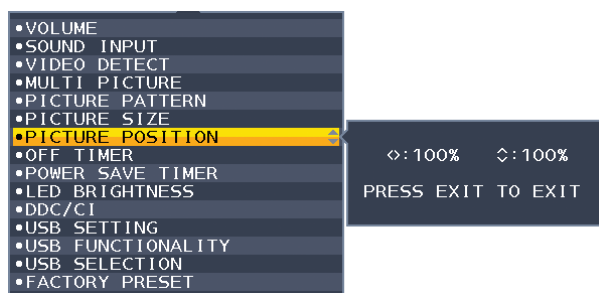 •VOLUME
•SOUND INPUT
•VIDEO DETECT
•MULTI PICTURE
•PICTURE PATTERN
•PICTURE SIZE
•PICTURE POSITION
•OFF TIMER
•POWER SAVE TIMER
•LED BRIGHTNESS
•DDC/CI
•USB SETTING
•USB FUNCTIONALITY
•USB SELECTION
•FACTORY PRESET
:100% :100%
PRESS EXIT TO EXIT